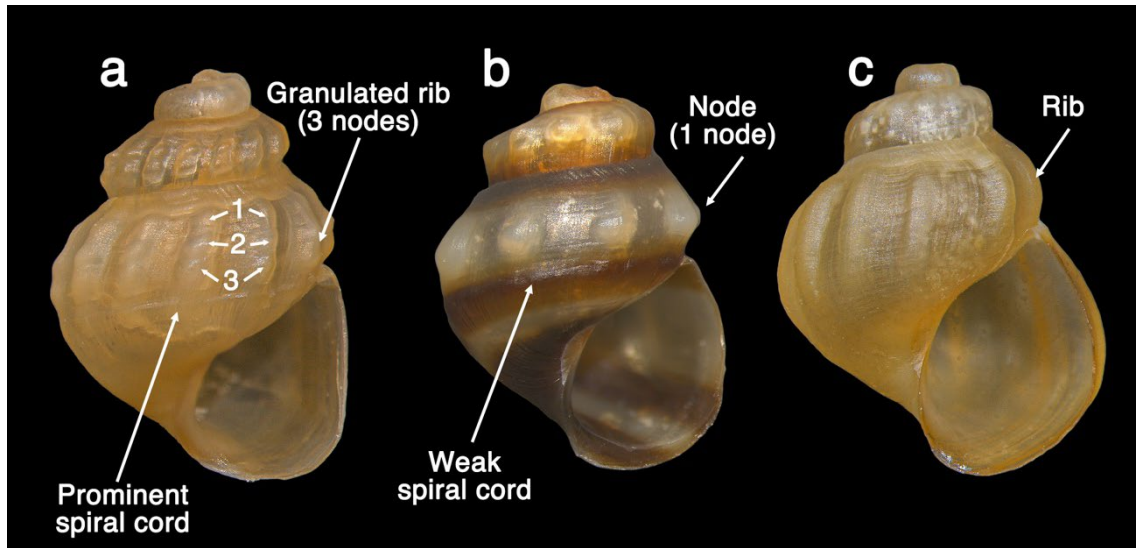 a
Granulated rib
(3 nodes)
1
2
3
Prominent
spiral cord
b
Node
(1 node)
Weak
spiral cord
c
Rib